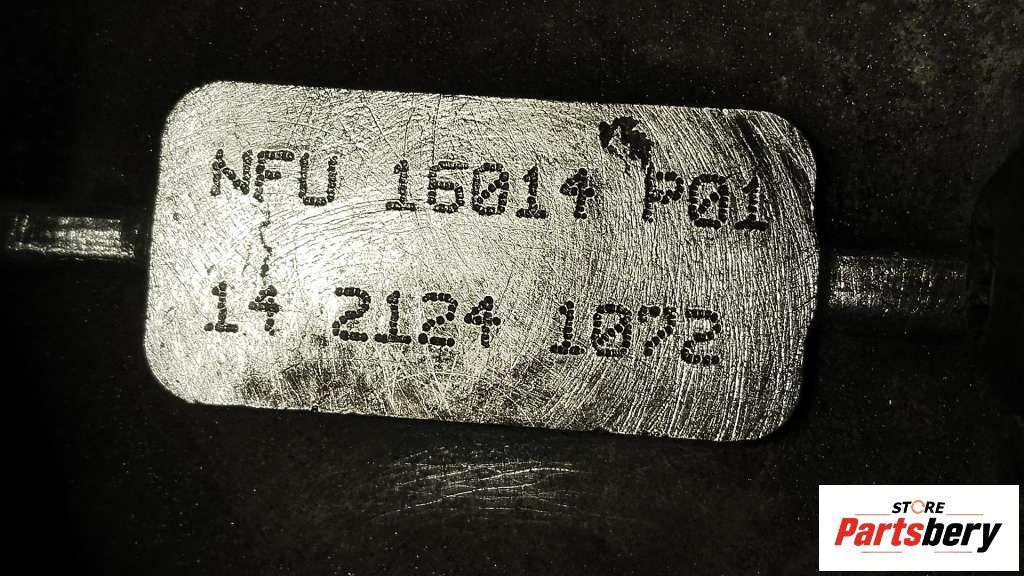 NFU 16014 P01
14 2124 1072
STORE
Partsbery